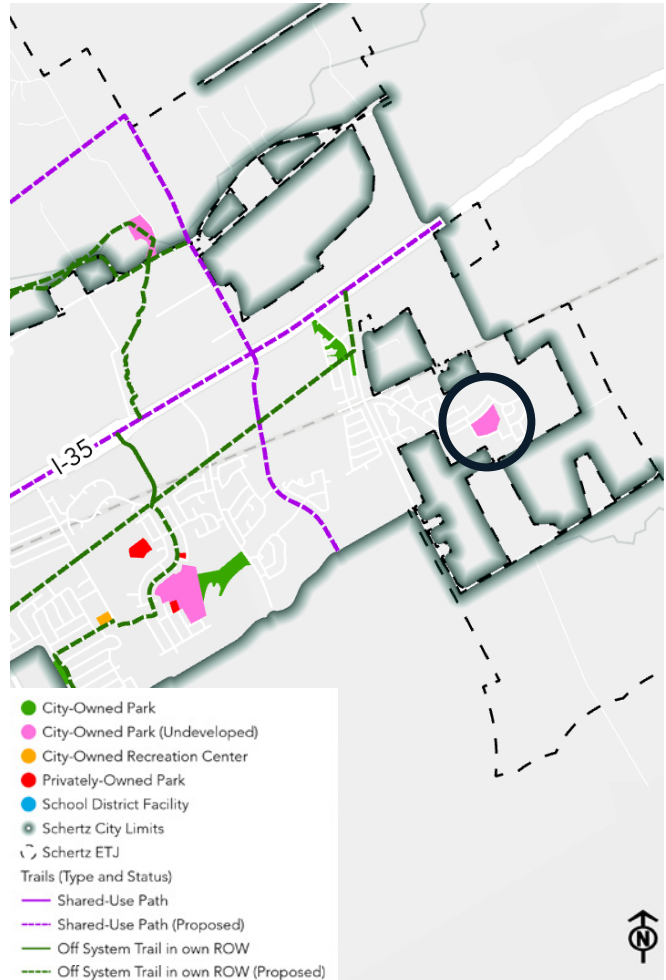 I-35
City-Owned Park
City-Owned Park (Undeveloped)
City-Owned Recreation Center
Privately-Owned Park
School District Facility
Schertz City Limits
Schertz ETJ
Trails (Type and Status)
Shared-Use Path
Shared-Use Path (Proposed)
Off System Trail in own ROW
Off System Trail in own ROW (Proposed)
N